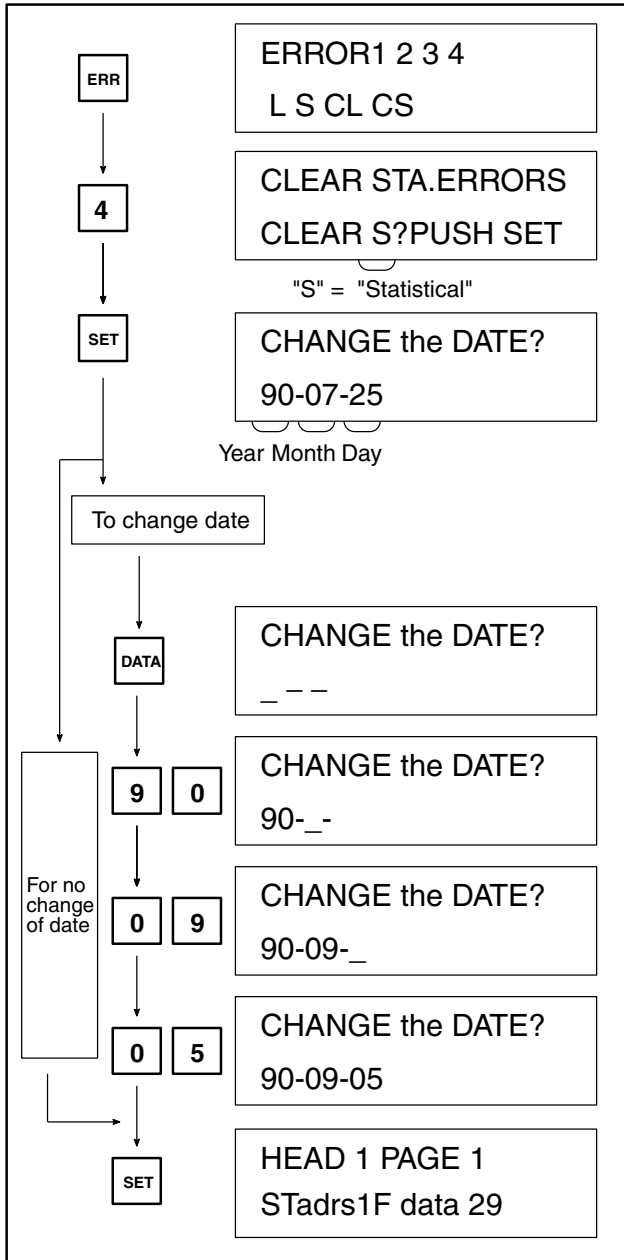 ERR
ERROR1 2 3 4
L S CL CS
4
CLEAR STA.ERRORS
CLEAR S?PUSH SET
"S" = "Statistical"
SET
CHANGE the DATE?
90-07-25
Year Month Day
To change date
DATA
CHANGE the DATE?
_ – –
9 0
CHANGE the DATE?
90-_-
For no
change
of date
0 9
CHANGE the DATE?
90-09-_
0 5
CHANGE the DATE?
90-09-05
SET
HEAD 1 PAGE 1
STadrs1F data 29